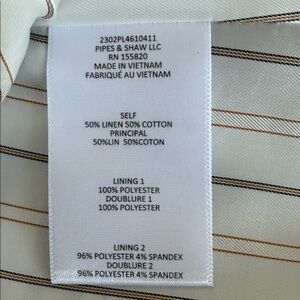 2302PL4610411
PIPES & SHAW LLC
RN 155820
MADE IN VIETNAM
FABRIQUÉ AU VIETNAM
SELF
50% LINEN 50% COTTON
PRINCIPAL
50%LIN 50%COTON
LINING 1
100% POLYESTER
DOUBLURE 1
100% POLYESTER
LINING 2
96% POLYESTER 4% SPANDEX
DOUBLURE 2
96% POLYESTER 4% SPANDEX